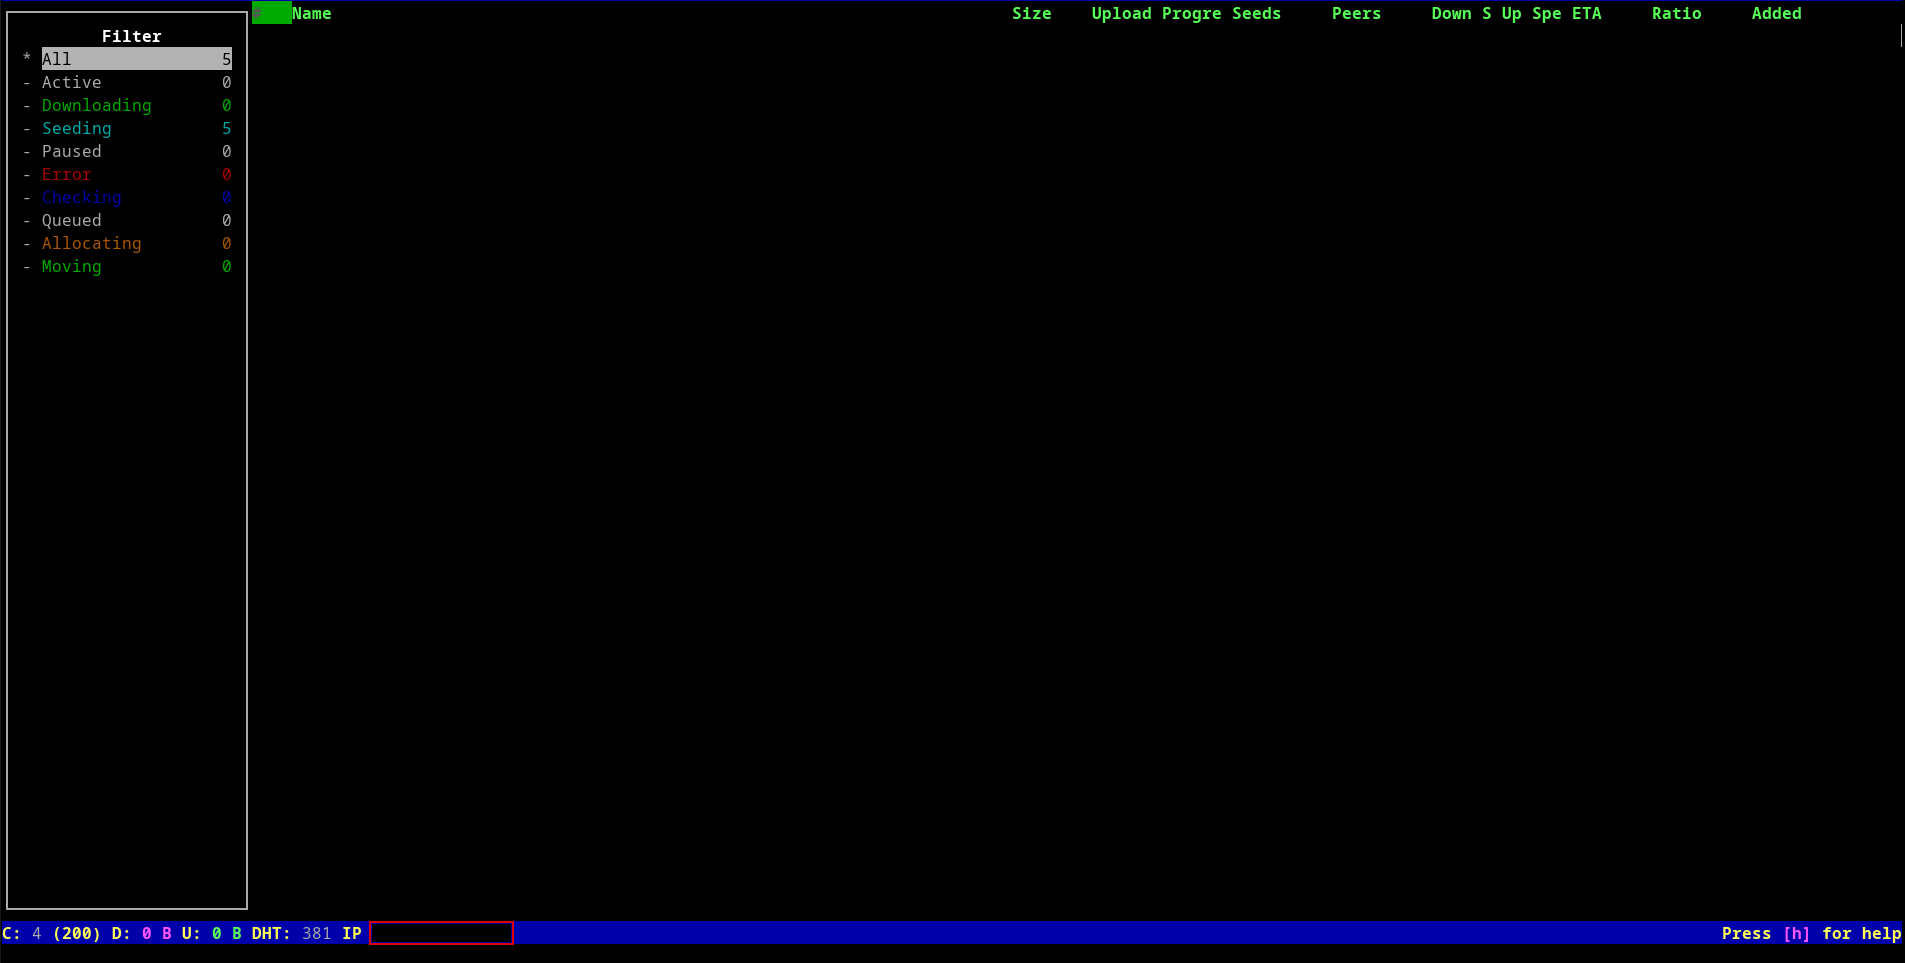 # Name Size Upload Progre Seeds Peers Down S Up Spe ETA Ratio Added
Filter
* All 5
- Active 0
- Downloading 0
- Seeding 5
- Paused 0
- Error 0
- Checking 0
- Queued 0
- Allocating 0
- Moving 0
C: 4 (200) D: 0 B U: 0 B DHT: 381 IP
Press [h] for help